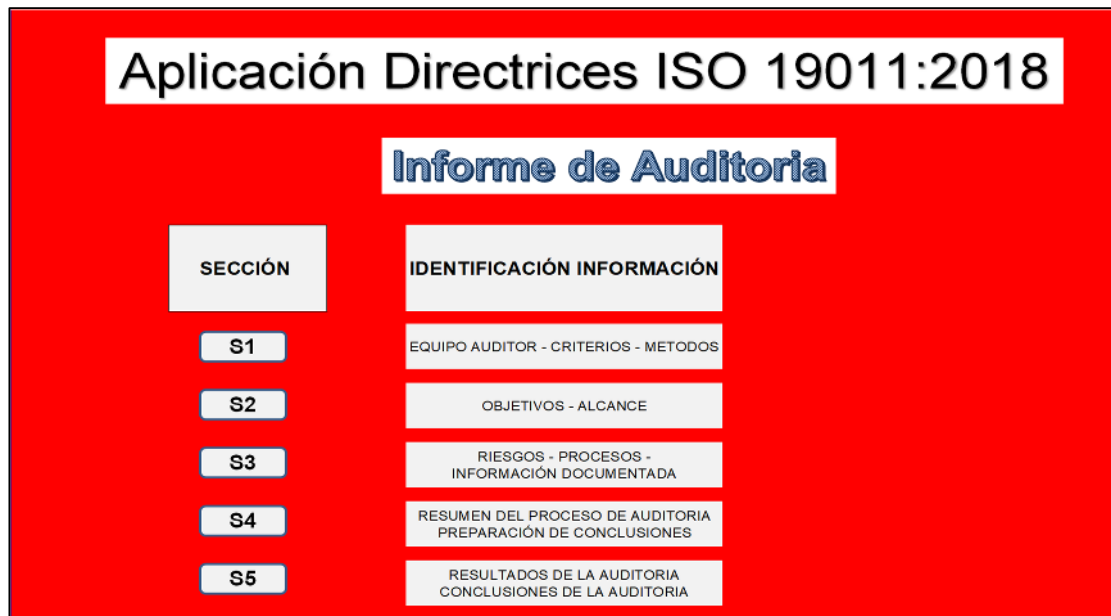 Aplicación Directrices ISO 19011:2018
Informe de Auditoria
SECCIÓN
IDENTIFICACIÓN INFORMACIÓN
S1
EQUIPO AUDITOR - CRITERIOS - METODOS
S2
OBJETIVOS - ALCANCE
S3
RIESGOS - PROCESOS -
INFORMACIÓN DOCUMENTADA
S4
RESUMEN DEL PROCESO DE AUDITORIA
PREPARACIÓN DE CONCLUSIONES
S5
RESULTADOS DE LA AUDITORIA
CONCLUSIONES DE LA AUDITORIA